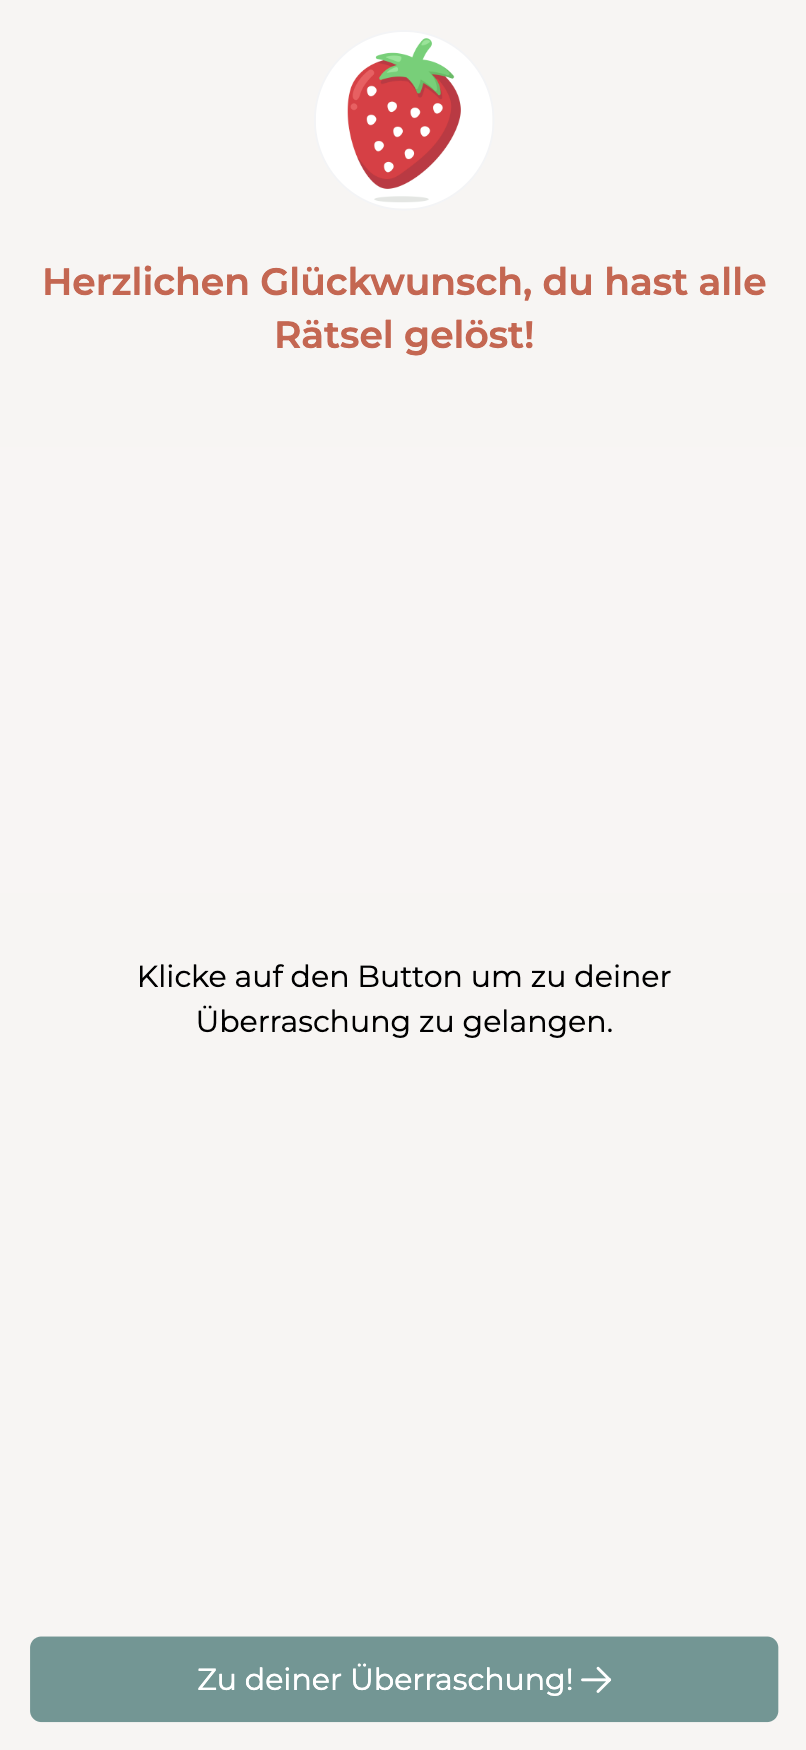 Herzlichen Glückwunsch, du hast alle
Rätsel gelöst!
Klicke auf den Button um zu deiner
Überraschung zu gelangen.
Zu deiner Überraschung! →